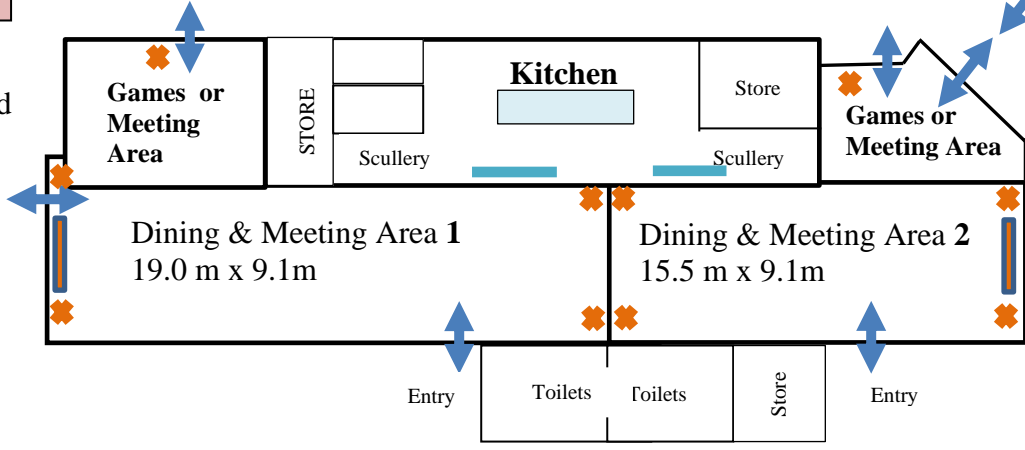 d
Games or
Meeting
Area
STORE
Scullery
Kitchen
Store
Scullery
Games or
Meeting Area
Dining & Meeting Area 1
19.0 m x 9.1m
Dining & Meeting Area 2
15.5 m x 9.1m
Entry
Toilets
Toilets
Store
Entry